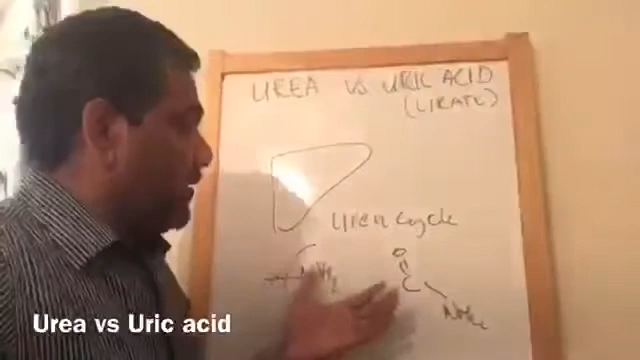 UREA VS URIC ACID
(URATE)
Urea cycle
O
NH2
C
NH2
Urea vs Uric acid